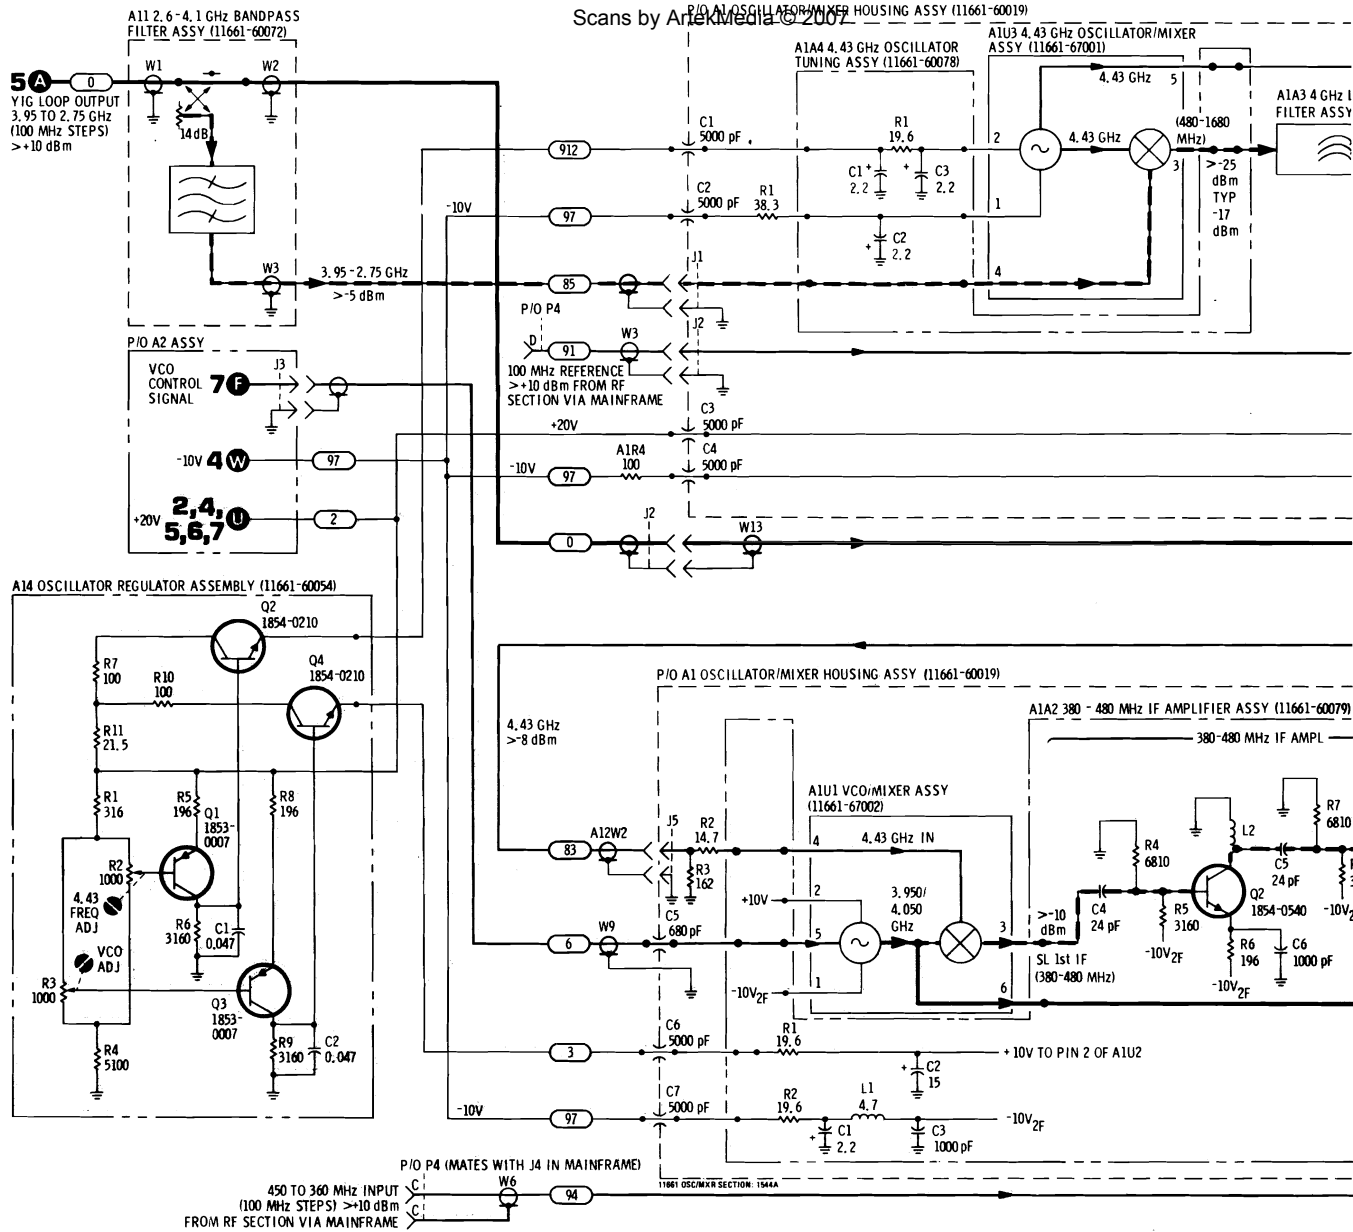 Scans by ArtekMedia © 2007
P/O A1 OSCILLATOR/MIXER HOUSING ASSY (11661-60019)
A11 2.6-4.1 GHz BANDPASS
FILTER ASSY (11661-60072)
5 A
0
YIG LOOP OUTPUT
3.95 TO 2.75 GHz
(100 MHz STEPS)
>+10 dBm
W1
W2
14 dB
W3
3.95-2.75 GHz
>-5 dBm
A1A4 4.43 GHz OSCILLATOR
TUNING ASSY (11661-60078)
A1U3 4.43 GHz OSCILLATOR/MIXER
ASSY (11661-67001)
4.43 GHz
5
A1A3 4 GHz L
FILTER ASSY
912
C1
5000 pF
R1
19.6
C1
+
2.2
+
C3
2.2
2
4.43 GHz
(480-1680
MHz)
3
>-25
dBm
TYP
-17
dBm
-10V
97
C2
5000 pF
R1
38.3
+
C2
2.2
1
85
J1
4
P/O P4
D
91
W3
J2
100 MHz REFERENCE
>+10 dBm FROM RF
SECTION VIA MAINFRAME
P/O A2 ASSY
VCO
CONTROL
SIGNAL
7 F
J3
+20V
C3
5000 pF
-10V 4 W
97
-10V
97
A1R4
100
C4
5000 pF
+20V
2,4,
5,6,7
U
2
0
J2
W13
A14 OSCILLATOR REGULATOR ASSEMBLY (11661-60054)
Q2
1854-0210
Q4
1854-0210
R7
100
R10
100
R11
21.5
R1
316
R5
196
Q1
1853-
0007
R8
196
R2
1000
4.43
FREQ
ADJ
R6
3160
C1
0.047
VCO
ADJ
R3
1000
Q3
1853-
0007
R4
5100
R9
3160
C2
0.047
P/O A1 OSCILLATOR/MIXER HOUSING ASSY (11661-60019)
4.43 GHz
>-8 dBm
A1A2 380 - 480 MHz IF AMPLIFIER ASSY (11661-60079)
380-480 MHz IF AMPL
A1U1 VCO/MIXER ASSY
(11661-67002)
83
A12W2
J5
R2
14.7
R3
162
4
4.43 GHz IN
2
+10V
3.950/
4.050
GHz
6
W9
C5
680 pF
5
3
1
-10V2F
6
>-10
dBm
SL 1st IF
(380-480 MHz)
C4
24 pF
R4
6810
R5
3160
-10V2F
L2
Q2
1854-0540
R6
196
-10V2F
C5
24 pF
C6
1000 pF
R7
6810
-10V2
3
C6
5000 pF
R1
19.6
+
C2
15
+10V TO PIN 2 OF A1U2
-10V
97
C7
5000 pF
R2
19.6
L1
4.7
+
C1
2.2
C3
1000 pF
-10V2F
11661 OSC/MXR SECTION: 1544A
P/O P4 (MATES WITH J4 IN MAINFRAME)
450 TO 360 MHz INPUT
(100 MHz STEPS) >+10 dBm
FROM RF SECTION VIA MAINFRAME
C
C
W6
94